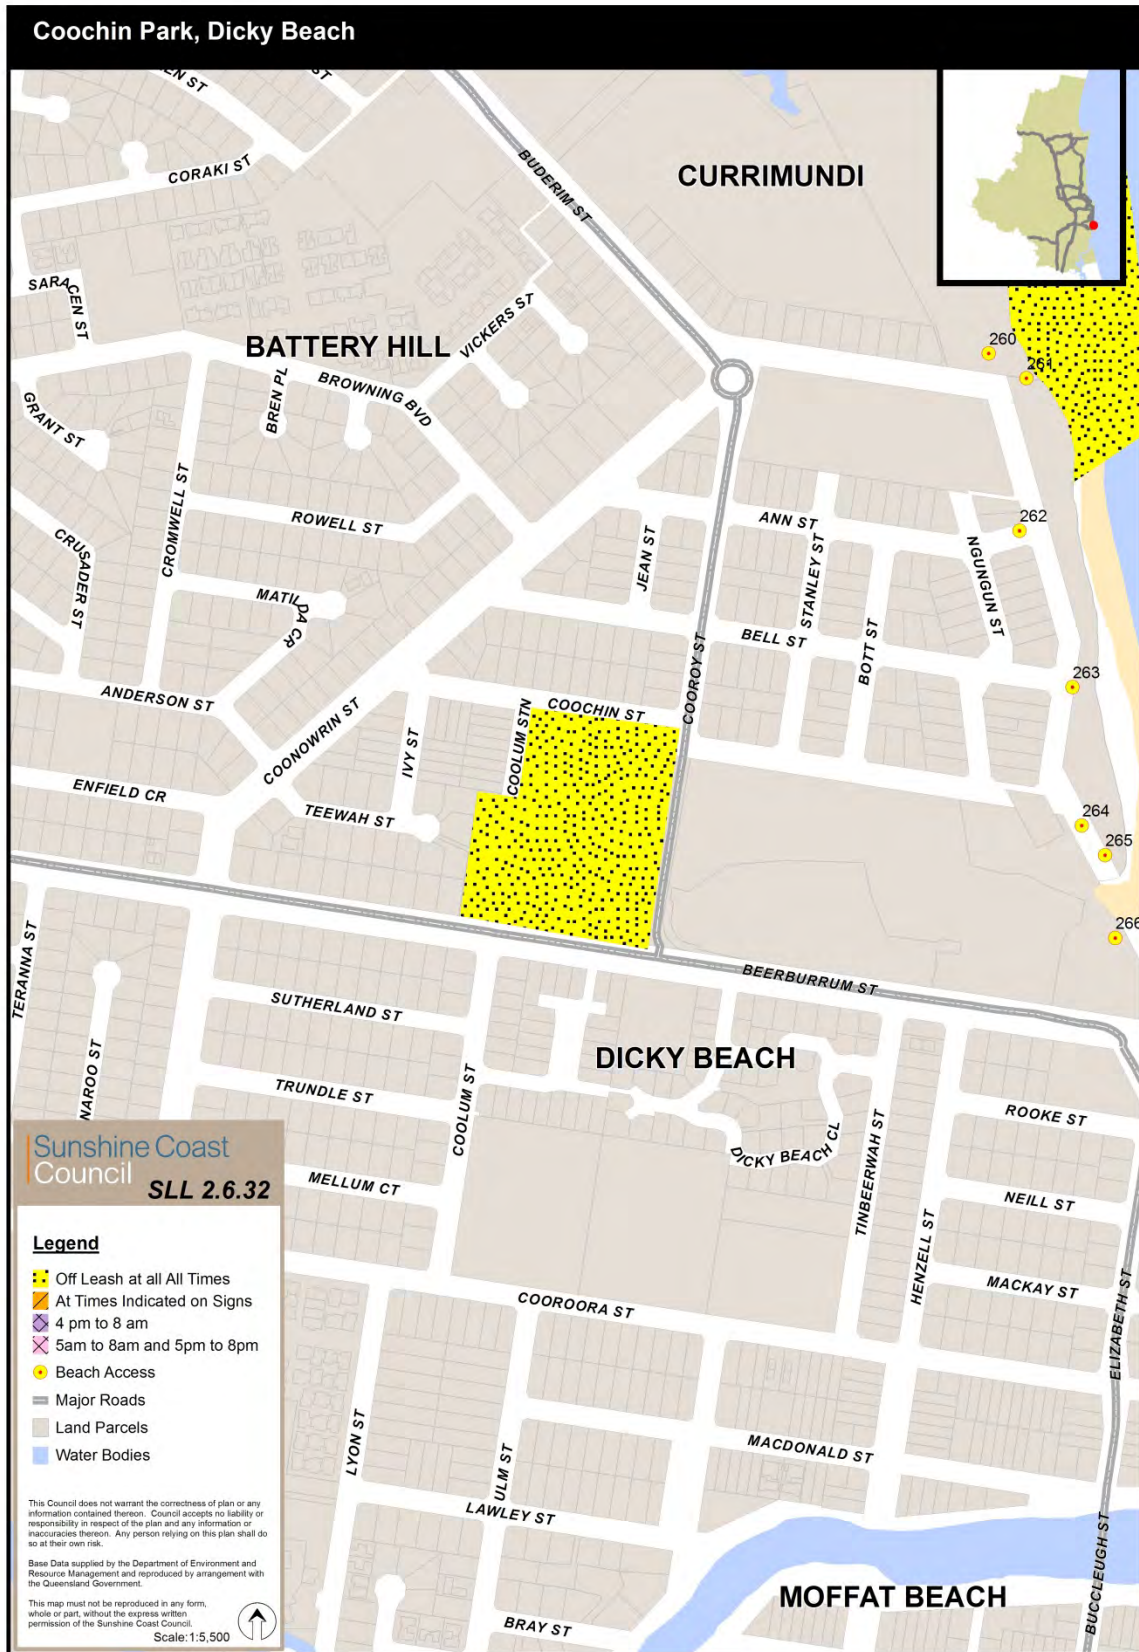 Coochin Park, Dicky Beach
EN ST
ST
CORAKI ST
BUDERIM ST
CURRIMUNDI
SARACEN ST
VICKERS ST
BATTERY HILL
260
261
BREN PL
BROWNING BVD
GRANT ST
CROMWELL ST
ROWELL ST
ANN ST
262
CRUSADER ST
JEAN ST
STANLEY ST
NGUNGUN ST
MATILDA CR
BELL ST
BOTT ST
263
ANDERSON ST
COOCHIN ST
COOROY ST
COONOWRIN ST
IVY ST
COOLUM STN
ENFIELD CR
TEEWAH ST
264
265
266
TERANNA ST
BEERBURRUM ST
SUTHERLAND ST
DICKY BEACH
NAROO ST
TRUNDLE ST
COOLUM ST
ROOKE ST
DICKY BEACH CL
TINBEERWAH ST
MELLUM CT
NEILL ST
HENZELL ST
MACKAY ST
COOROORA ST
ELIZABETH ST
LYON ST
ULM ST
MACDONALD ST
LAWLEY ST
BUCCLEUGH ST
MOFFAT BEACH
BRAY ST
Sunshine Coast
Council
SLL 2.6.32
Legend
Off Leash at all All Times
At Times Indicated on Signs
4 pm to 8 am
5am to 8am and 5pm to 8pm
Beach Access
Major Roads
Land Parcels
Water Bodies
This Council does not warrant the correctness of plan or any
information contained thereon. Council accepts no liability or
responsibility in respect of the plan and any information or
inaccuracies thereon. Any person relying on this plan shall do
so at their own risk.
Base Data supplied by the Department of Environment and
Resource Management and reproduced by arrangement with
the Queensland Government.
This map must not be reproduced in any form,
whole or part, without the express written
permission of the Sunshine Coast Council.
Scale:1:5,500